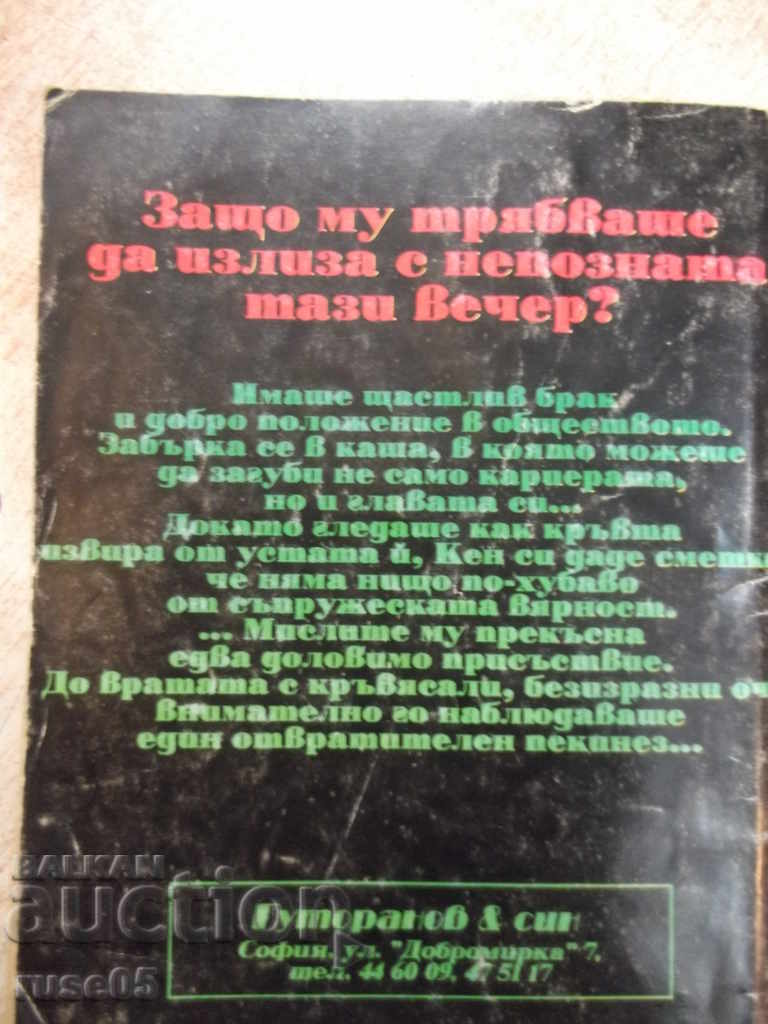 Защо му трябваше
да излиза с непозната
тази вечер?
Имаше щастлив брак
и добро положение в обществото.
Забърка се в каша, в която можеше
да загуби не само кариерата,
но и главата си...
Докато гледаше как кръвта
извира от устата й, Кен си даде сметка
че няма нищо по-хубаво
от съпружеската вярност.
... Мислите му прекъсна
едва доловимо присъствие.
До вратата с кръвясали, безизразни оч
внимателно го наблюдаваше
един отвратителен пекинез...
BALKAN
auction
Гуторанов & син
София, ул. "Добромирка" 7,
тел. 44 60 09, 47 51 17
ruse05